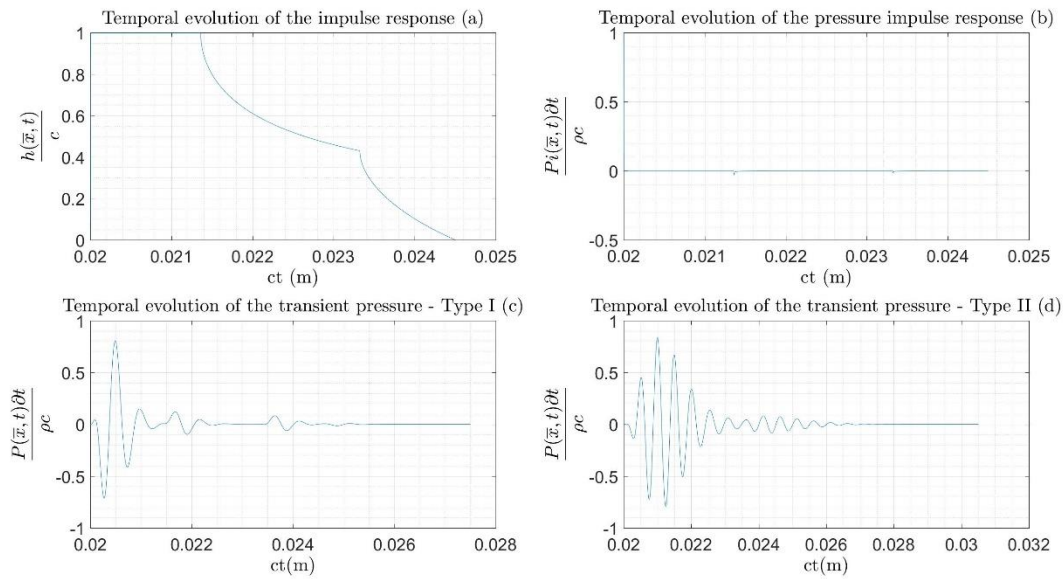 Temporal evolution of the impulse response (a)
1
0.8
0.6
0.4
0.2
0
h(x̅, t)
c
0.02 0.021 0.022 0.023 0.024 0.025
ct (m)
Temporal evolution of the pressure impulse response (b)
1
0.5
0
-0.5
Pi(x̅, t)∂t
ρc
0.02 0.021 0.022 0.023 0.024 0.025
ct (m)
Temporal evolution of the transient pressure - Type I (c)
1
0.5
0
-0.5
-1
P(x̅, t)∂t
ρc
0.02 0.022 0.024 0.026 0.028
ct(m)
Temporal evolution of the transient pressure - Type II (d)
1
0.5
0
-0.5
-1
P(x̅, t)∂t
ρc
0.02 0.022 0.024 0.026 0.028 0.03 0.032
ct(m)